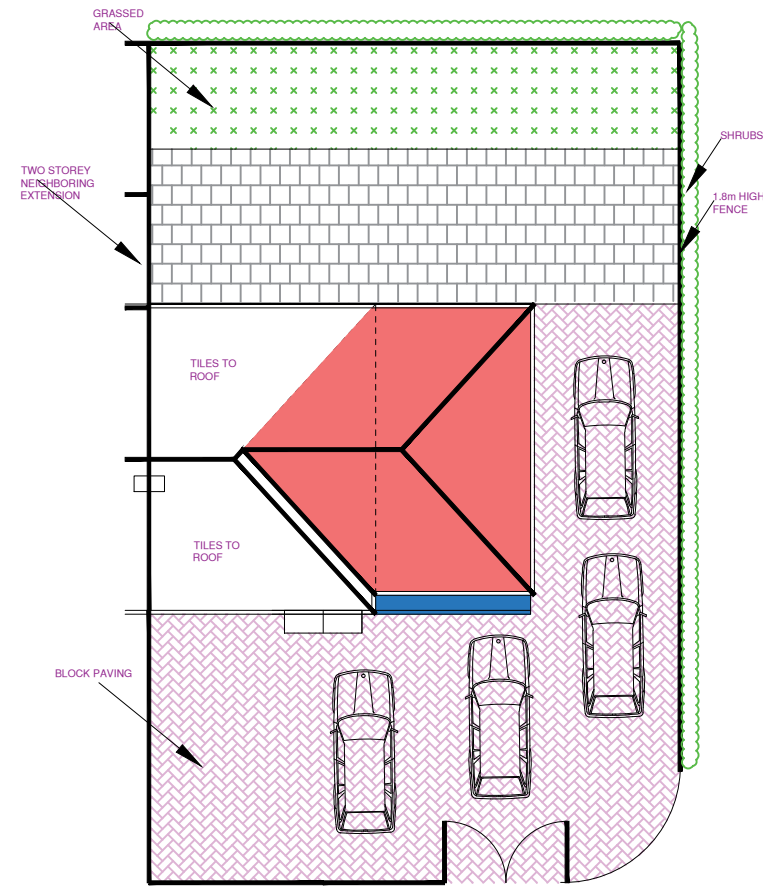 GRASSED
AREA
SHRUBS
TWO STOREY
NEIGHBORING
EXTENSION
1.8m HIGH
FENCE
TILES TO
ROOF
TILES TO
ROOF
BLOCK PAVING